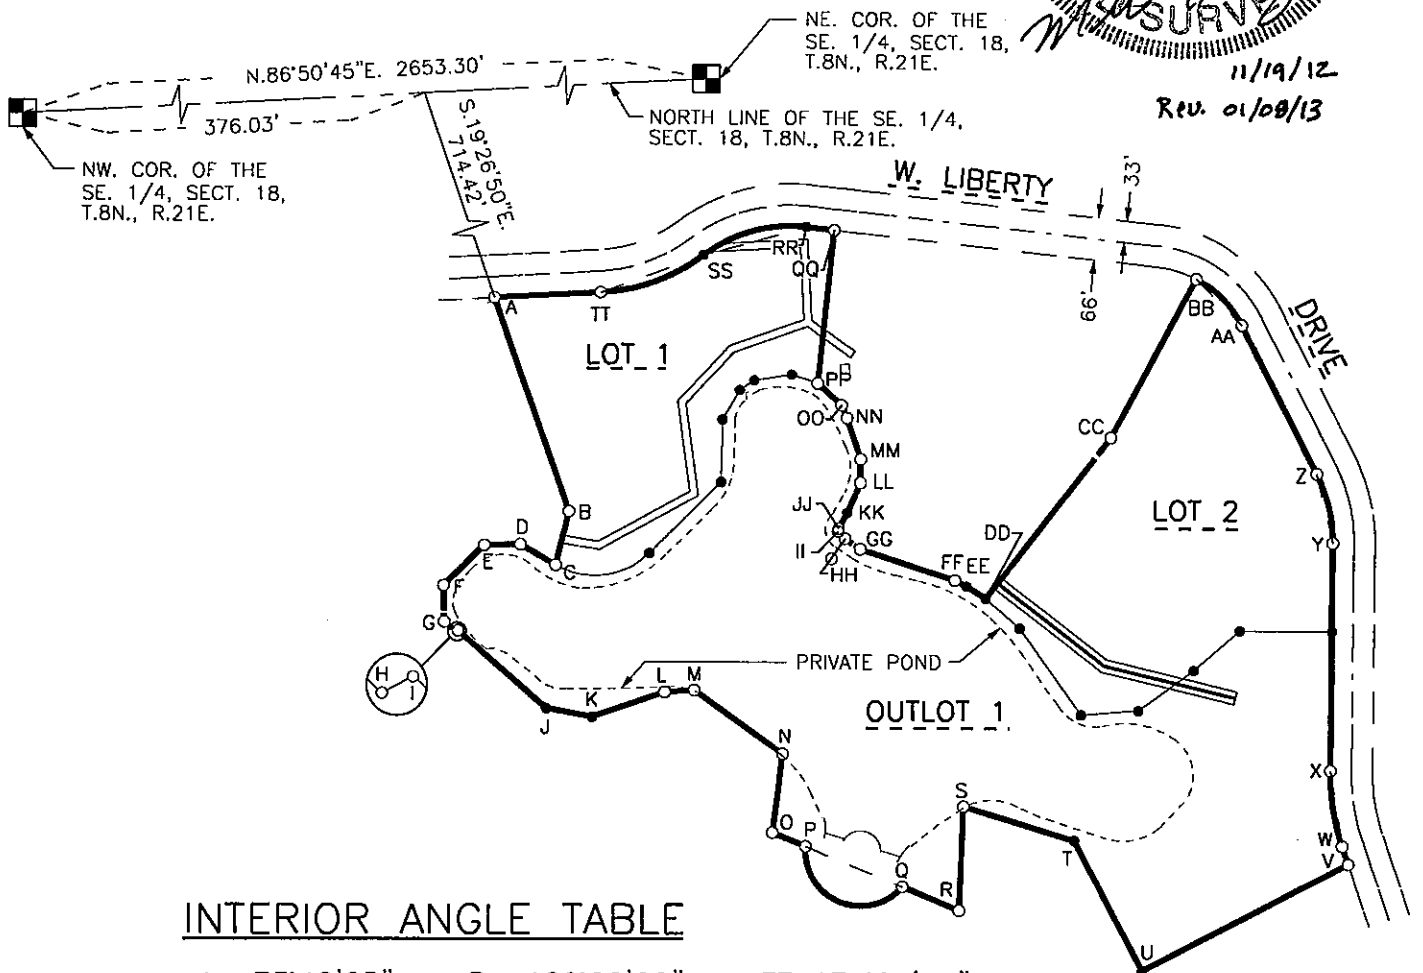 SURVE
11/19/12
Rev. 01/08/13
NE. COR. OF THE
SE. 1/4, SECT. 18,
T.8N., R.21E.
N.86°50'45"E. 2653.30'
376.03'
NORTH LINE OF THE SE. 1/4,
SECT. 18, T.8N., R.21E.
NW. COR. OF THE
SE. 1/4, SECT. 18,
T.8N., R.21E.
S.19°26'50"E.
714.42'
W. LIBERTY
DRIVE
33'
66'
A
TT
SS
RR
QQ
BB
AA
LOT 1
PP
OO
NN
MM
LL
KK
JJ
II
HH
GG
FF
EE
DD
CC
Z
Y
LOT 2
B
C
D
E
F
G
H
I
J
K
L
M
PRIVATE POND
OUTLOT 1
N
O
P
Q
R
S
T
U
V
W
X
INTERIOR ANGLE TABLE